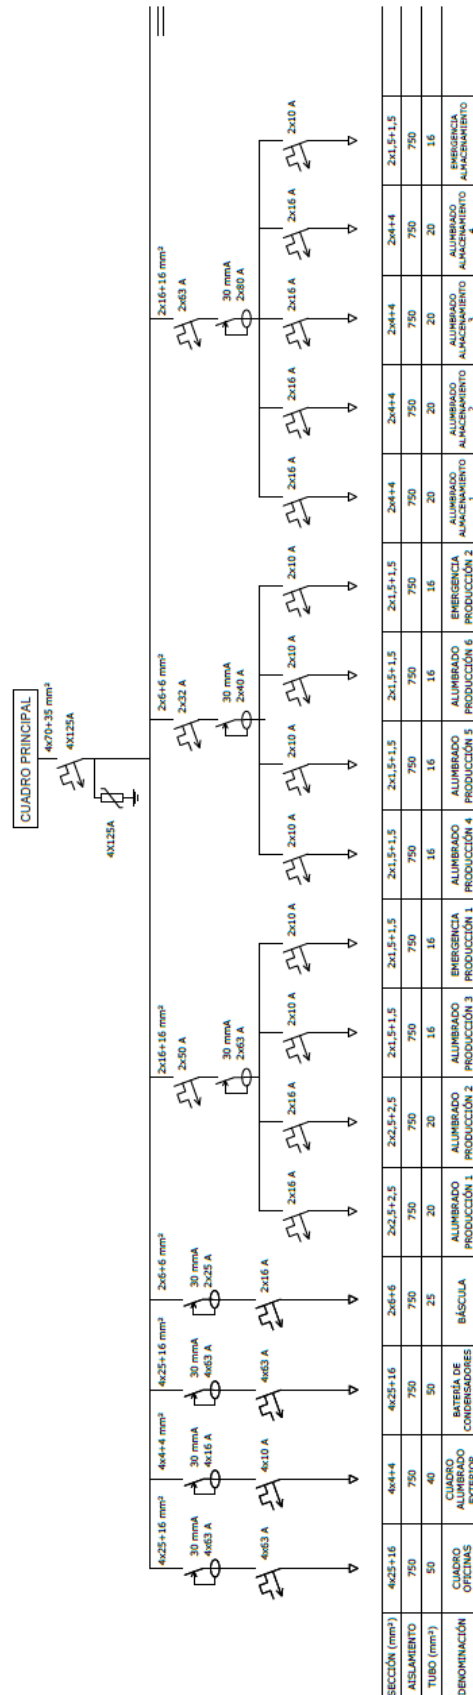 CUADRO PRINCIPAL
4x70+35 mm²
4X125A
4X125A
4x25+16 mm²
30 mmA
4x63 A
4x63 A
4x4+4 mm²
30 mmA
4x16 A
4x10 A
4x25+16 mm²
30 mmA
4x63 A
4x63 A
2x6+6 mm²
30 mmA
2x25 A
2x16 A
2x16+16 mm²
2x50 A
30 mmA
2x63 A
2x16 A
2x16 A
2x10 A
2x10 A
2x6+6 mm²
2x32 A
30 mmA
2x40 A
2x10 A
2x10 A
2x10 A
2x10 A
2x16+16 mm²
2x63 A
30 mmA
2x80 A
2x16 A
2x16 A
2x16 A
2x16 A
2x10 A
SECCIÓN (mm²) 4x25+16 4x4+4 4x25+16 2x6+6 2x2,5+2,5 2x2,5+2,5 2x1,5+1,5 2x1,5+1,5 2x1,5+1,5 2x1,5+1,5 2x1,5+1,5 2x1,5+1,5 2x4+4 2x4+4 2x4+4 2x4+4 2x1,5+1,5
AISLAMIENTO 750 750 750 750 750 750 750 750 750 750 750 750 750 750 750 750 750
TUBO (mm²) 50 40 50 25 20 20 16 16 16 16 16 16 20 20 20 20 16
DENOMINACIÓN
CUADRO
OFICINAS
CUADRO
ALUMBRADO
EXTERIOR
BATERÍA DE
CONDENSADORES
BÁSCULA
ALUMBRADO
PRODUCCIÓN 1
ALUMBRADO
PRODUCCIÓN 2
ALUMBRADO
PRODUCCIÓN 3
EMERGENCIA
PRODUCCIÓN 1
ALUMBRADO
PRODUCCIÓN 4
ALUMBRADO
PRODUCCIÓN 5
ALUMBRADO
PRODUCCIÓN 6
EMERGENCIA
PRODUCCIÓN 2
ALUMBRADO
ALMACENAMIENTO
1
ALUMBRADO
ALMACENAMIENTO
2
ALUMBRADO
ALMACENAMIENTO
3
ALUMBRADO
ALMACENAMIENTO
4
EMERGENCIA
ALMACENAMIENTO